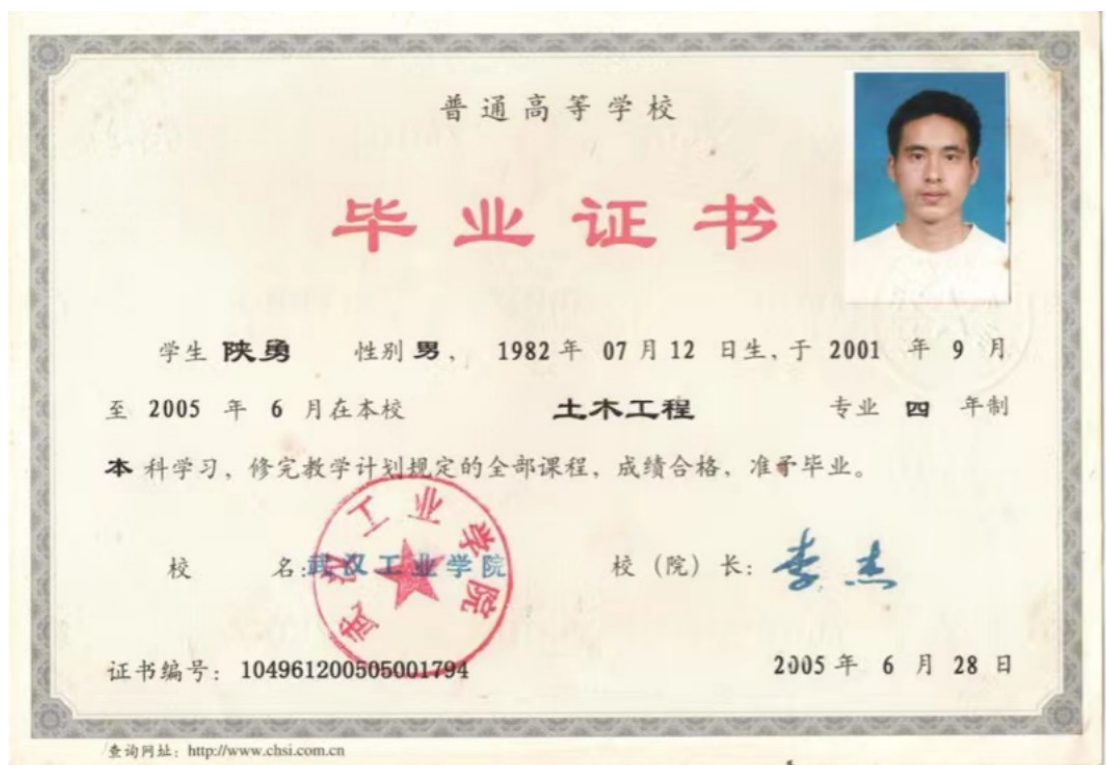 普通高等学校
毕业证书
学生 陕勇 性别 男， 1982 年 07 月 12 日生，于 2001 年 9 月
至 2005 年 6 月在本校 土木工程 专业 四 年制
本 科学习，修完教学计划规定的全部课程，成绩合格，准予毕业。
校 名：武汉工业学院 校（院）长：李杰
武汉工业学院
证书编号：104961200505001794 2005 年 6 月 28 日
查询网址：http://www.chsi.com.cn